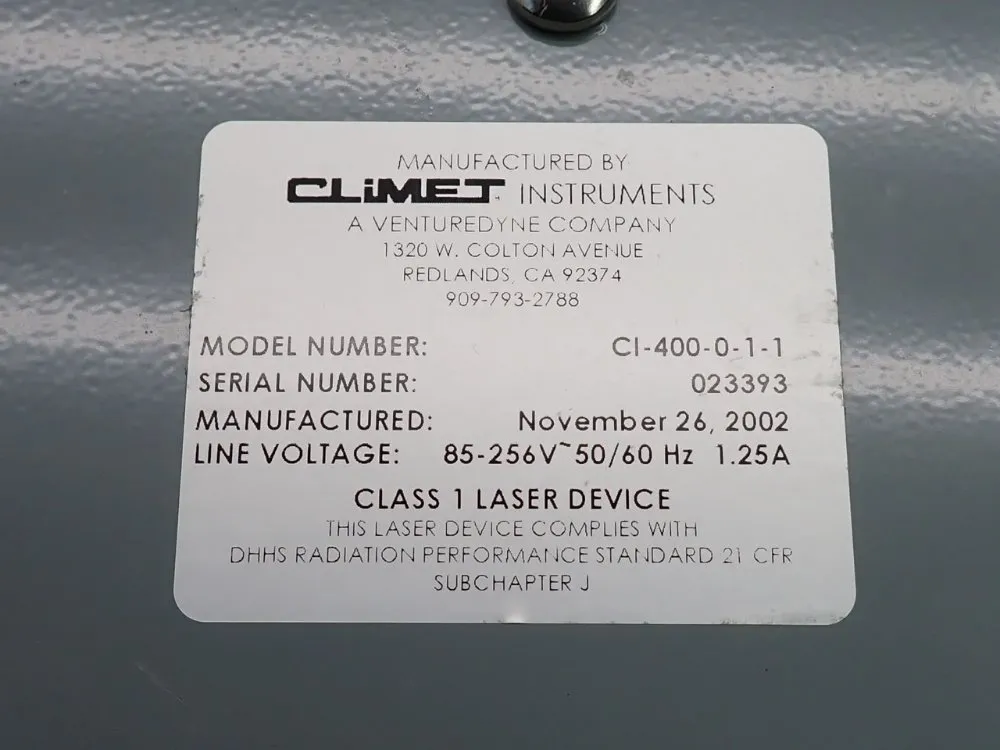 MANUFACTURED BY
CLiMET INSTRUMENTS
A VENTUREDYNE COMPANY
1320 W. COLTON AVENUE
REDLANDS, CA 92374
909-793-2788
MODEL NUMBER: CI-400-0-1-1
SERIAL NUMBER: 023393
MANUFACTURED: November 26, 2002
LINE VOLTAGE: 85-256V~50/60 Hz 1.25A
CLASS 1 LASER DEVICE
THIS LASER DEVICE COMPLIES WITH
DHHS RADIATION PERFORMANCE STANDARD 21 CFR
SUBCHAPTER J